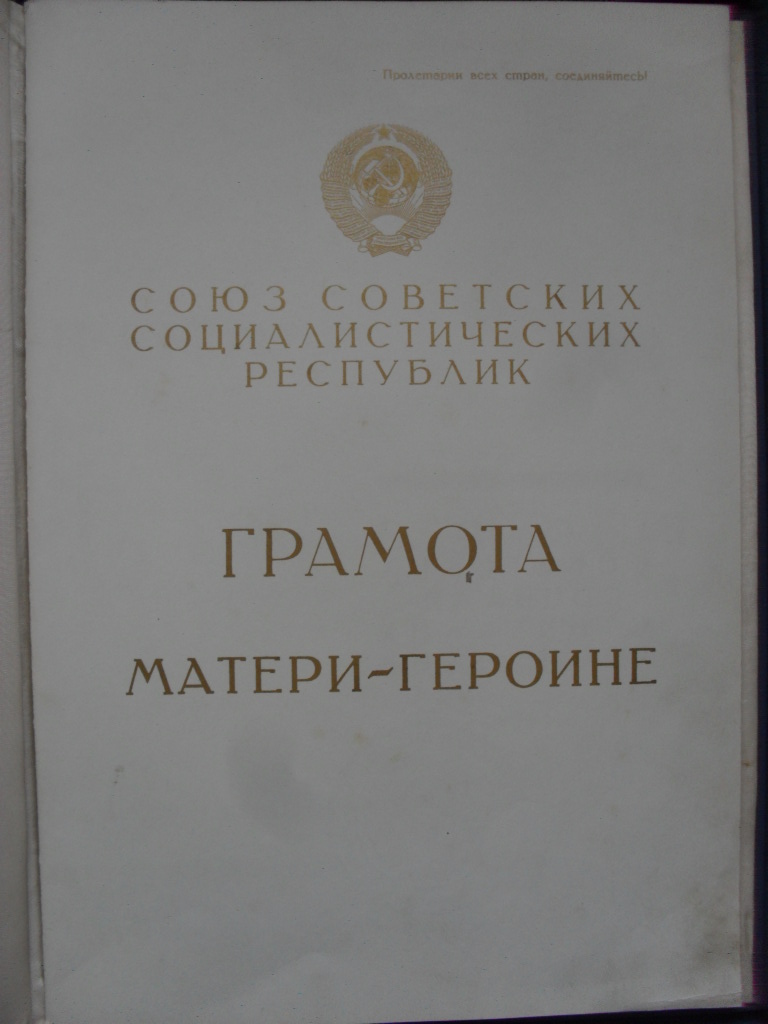 Пролетарии всех стран, соединяйтесь!
СОЮЗ СОВЕТСКИХ
СОЦИАЛИСТИЧЕСКИХ
РЕСПУБЛИК
ГРАМОТА
МАТЕРИ-ГЕРОИНЕ